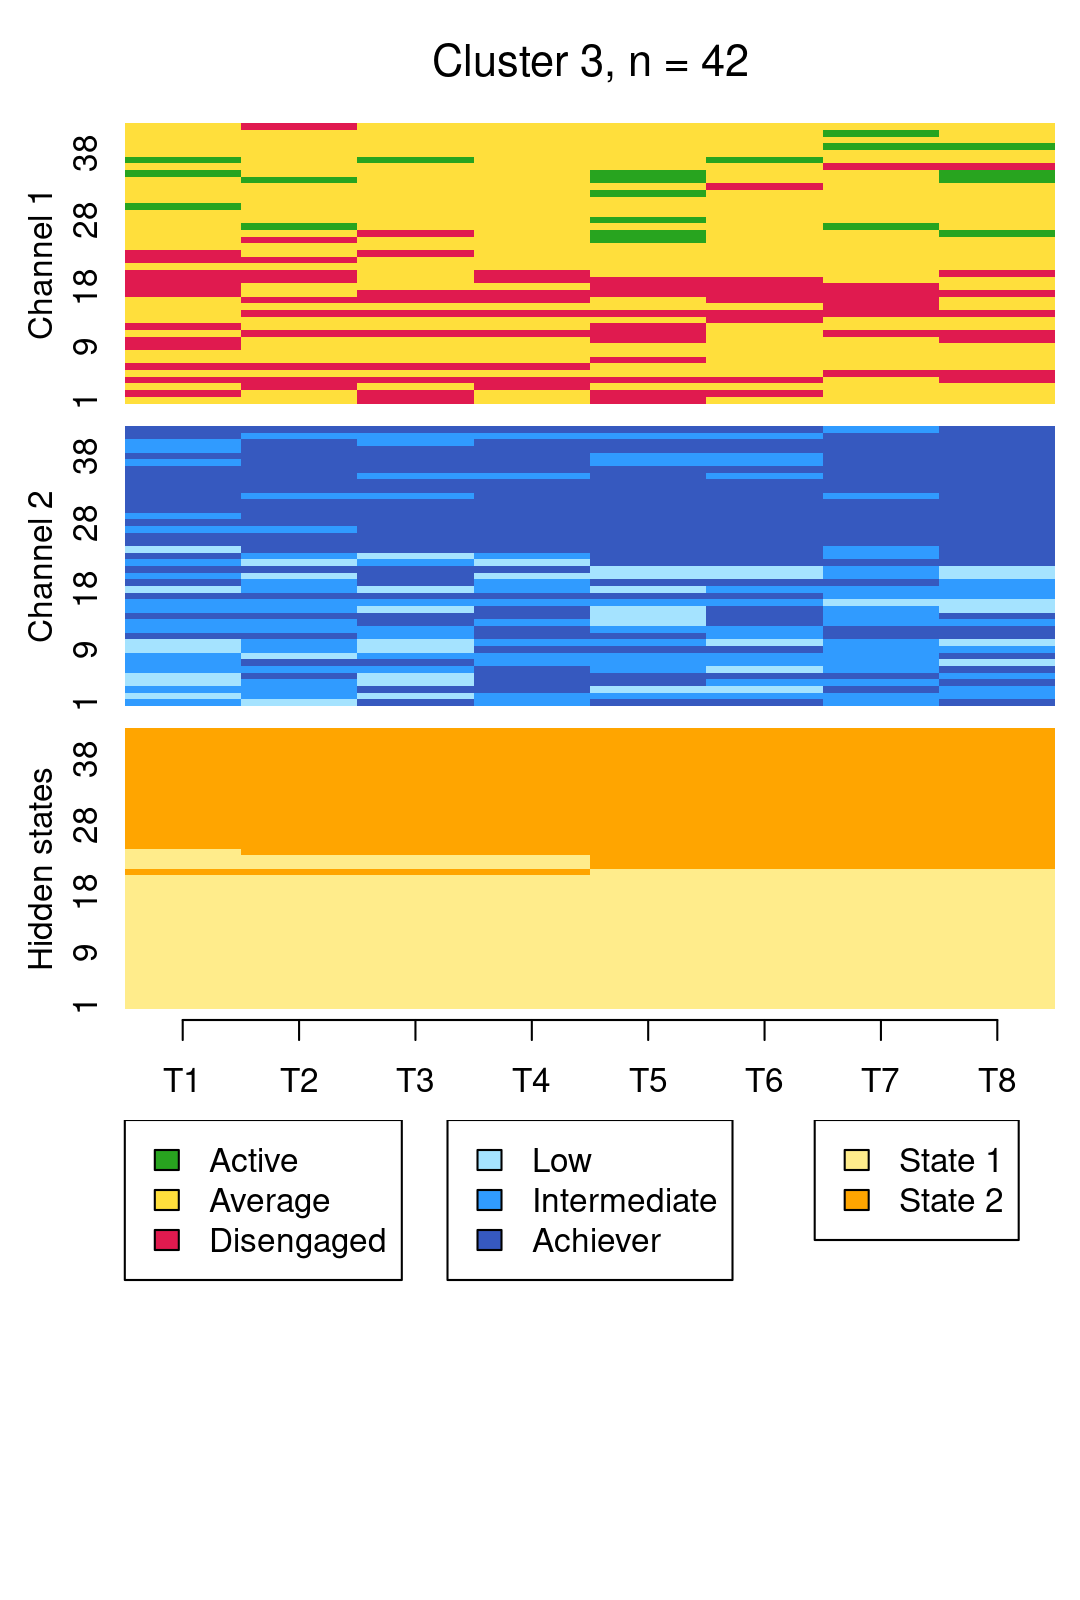 Cluster 3, n = 42
Channel 1
38
28
18
9
1
Channel 2
38
28
18
9
1
Hidden states
38
28
18
9
1
T1 T2 T3 T4 T5 T6 T7 T8
Active
Average
Disengaged
Low
Intermediate
Achiever
State 1
State 2